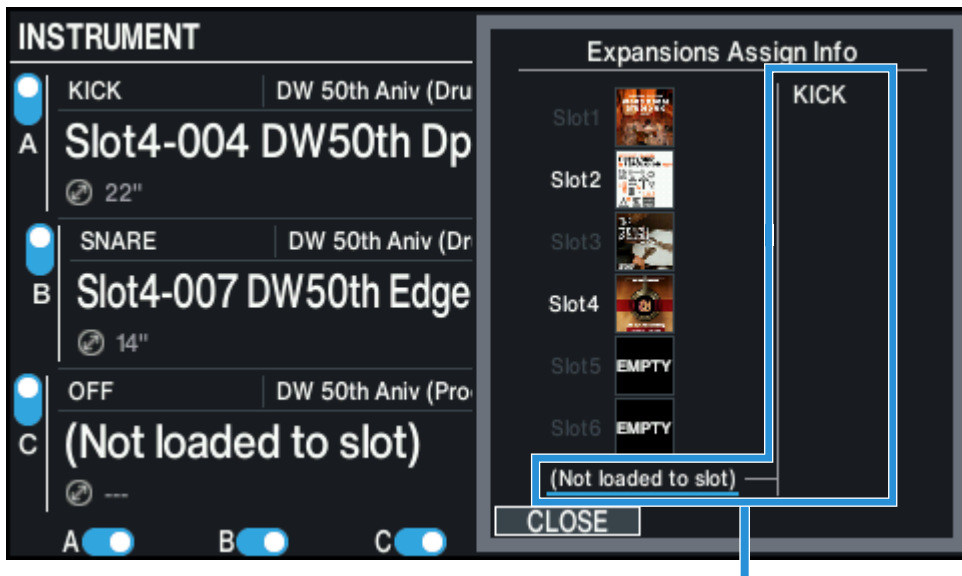 INSTRUMENT
KICK
DW 50th Aniv (Dru
A
Slot4-004 DW50th Dp
22"
SNARE
DW 50th Aniv (Dr
B
Slot4-007 DW50th Edge
14"
OFF
DW 50th Aniv (Pro
C
(Not loaded to slot)
---
A
B
C
Expansions Assign Info
Slot1
Slot2
Slot3
Slot4
Slot5
EMPTY
Slot6
EMPTY
(Not loaded to slot)
KICK
CLOSE